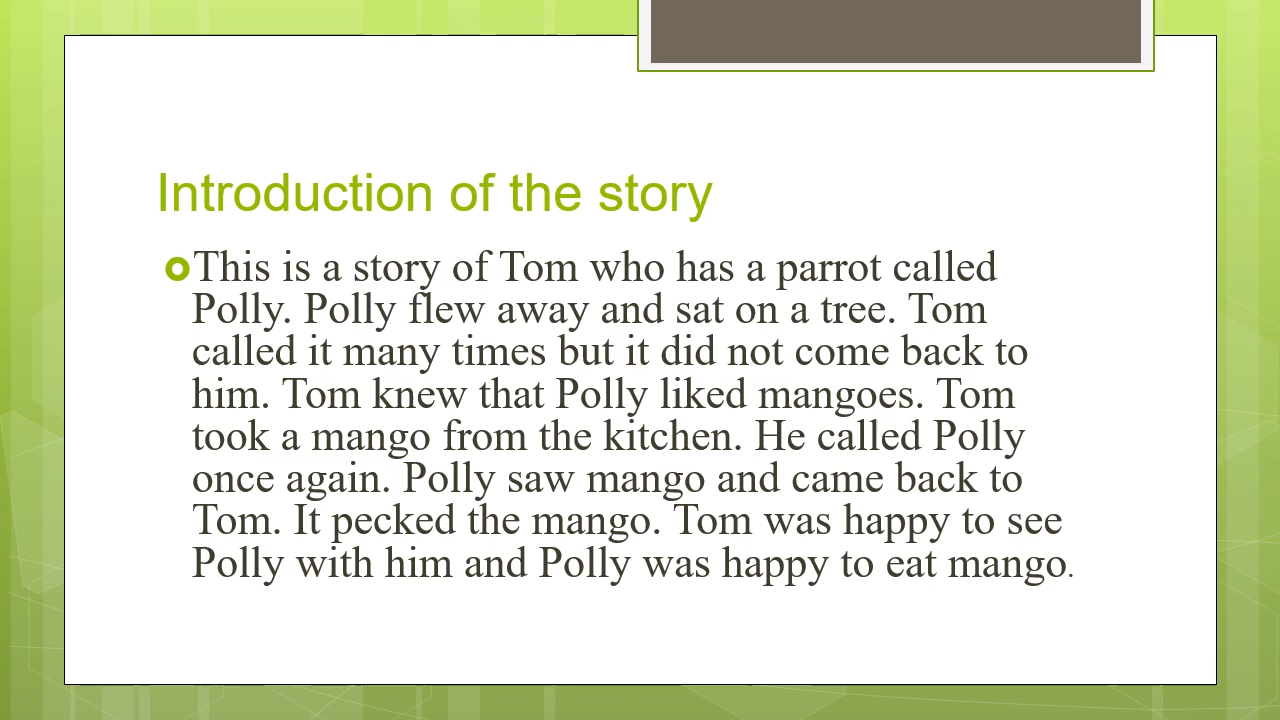 Introduction of the story
This is a story of Tom who has a parrot called
Polly. Polly flew away and sat on a tree. Tom
called it many times but it did not come back to
him. Tom knew that Polly liked mangoes. Tom
took a mango from the kitchen. He called Polly
once again. Polly saw mango and came back to
Tom. It pecked the mango. Tom was happy to see
Polly with him and Polly was happy to eat mango.